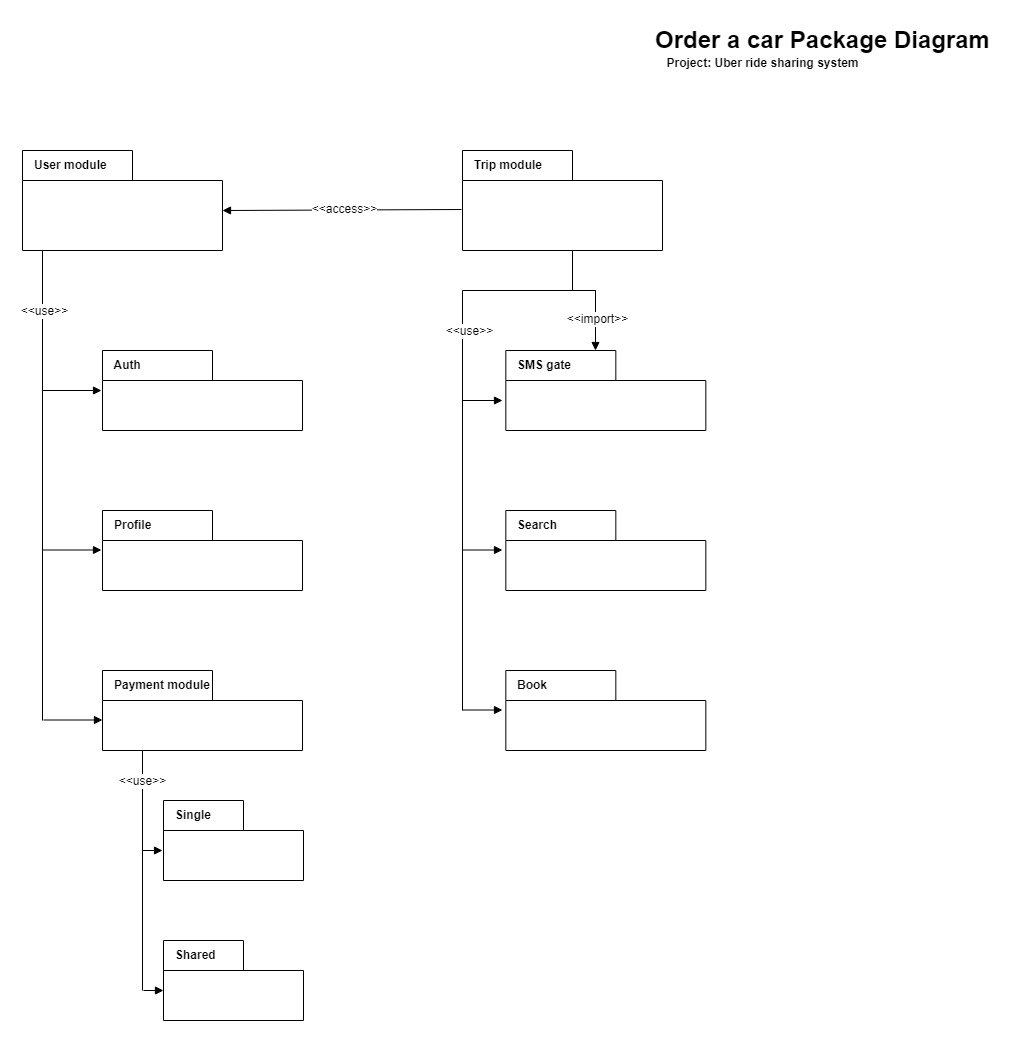 Order a car Package Diagram
Project: Uber ride sharing system
User module
Trip module
<<access>>
<<use>>
<<import>>
<<use>>
Auth
SMS gate
Profile
Search
Payment module
Book
<<use>>
Single
Shared